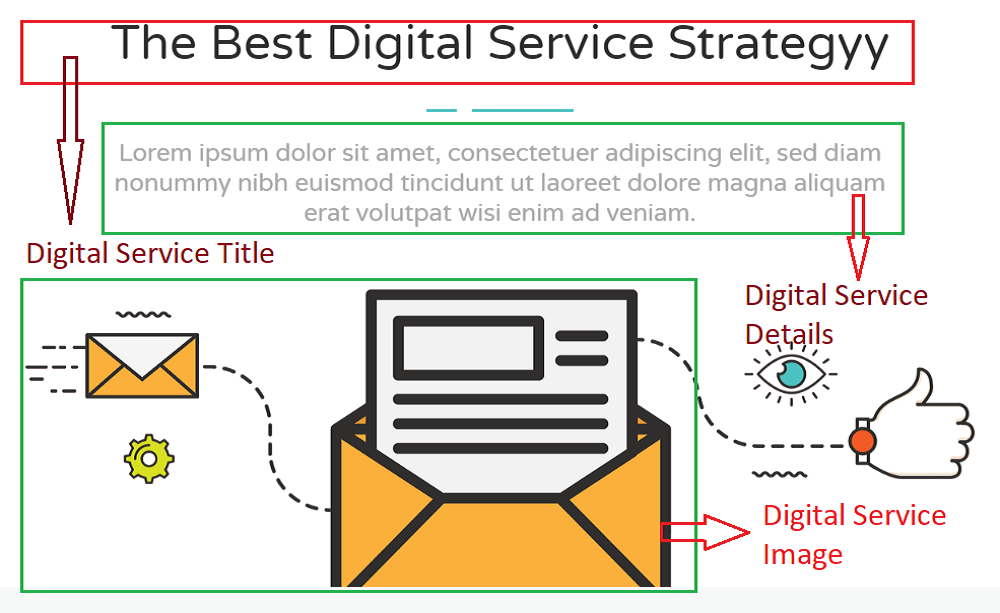 The Best Digital Service Strategyy
Lorem ipsum dolor sit amet, consectetuer adipiscing elit, sed diam
nonummy nibh euismod tincidunt ut laoreet dolore magna aliquam
erat volutpat wisi enim ad veniam.
Digital Service Title
Digital Service
Details
Digital Service
Image